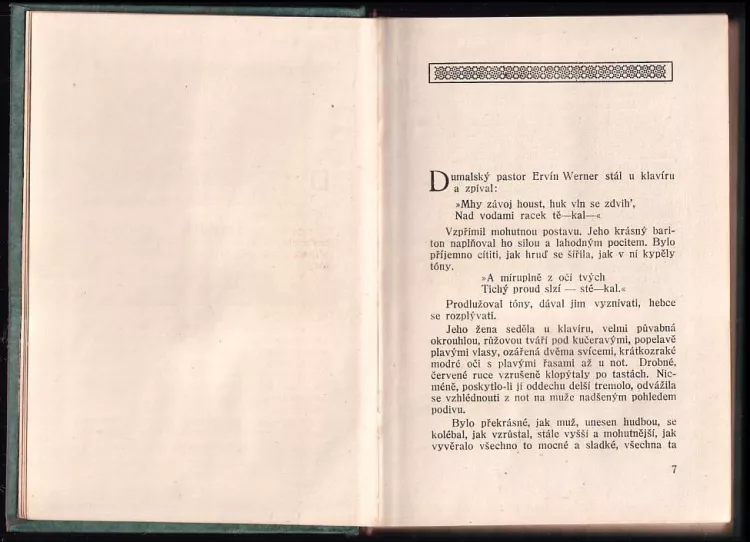 Dumalský pastor Ervín Werner stál u klavíru
a zpíval:
»Mhy závoj houst, huk vln se zdvih',
Nad vodami racek tě—kal—«
Vzpřímil mohutnou postavu. Jeho krásný bari-
ton naplňoval ho silou a lahodným pocitem. Bylo
příjemno cítiti, jak hruď se šířila, jak v ní kypěly
tóny.
»A miruplně z očí tvých
Tichý proud slzí — sté—kal.«
Prodlužoval tóny, dával jim vyznívati, hebce
se rozplývati.
Jeho žena seděla u klavíru, velmi půvabná
okrouhlou, růžovou tváří pod kučeravými, popelavě
plavými vlasy, ozářená dvěma svícemi, krátkozraké
modré oči s plavými řasami až u not. Drobné,
červené ruce vzrušeně klopýtaly po tastách. Nic-
méně, poskytlo-li jí oddechu delší tremolo, odvážila
se vzhlédnouti z not na muže nadšeným pohledem
podivu.
Bylo překrásné, jak muž, unesen hudbou, se
kolébal, jak vzrůstal, stále vyšší a mohutnější, jak
vyvěralo všechno to mocné a sladké, všechna ta
7